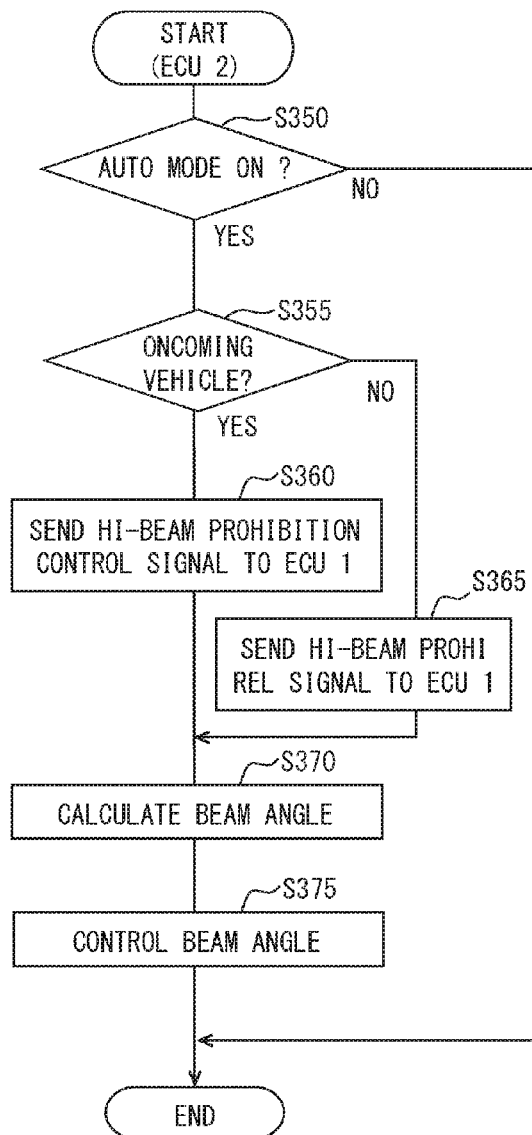 START
(ECU 2)
S350
AUTO MODE ON ?
NO
YES
S355
ONCOMING
VEHICLE?
NO
YES
S360
SEND HI-BEAM PROHIBITION
CONTROL SIGNAL TO ECU 1
S365
SEND HI-BEAM PROHI
REL SIGNAL TO ECU 1
S370
CALCULATE BEAM ANGLE
S375
CONTROL BEAM ANGLE
END